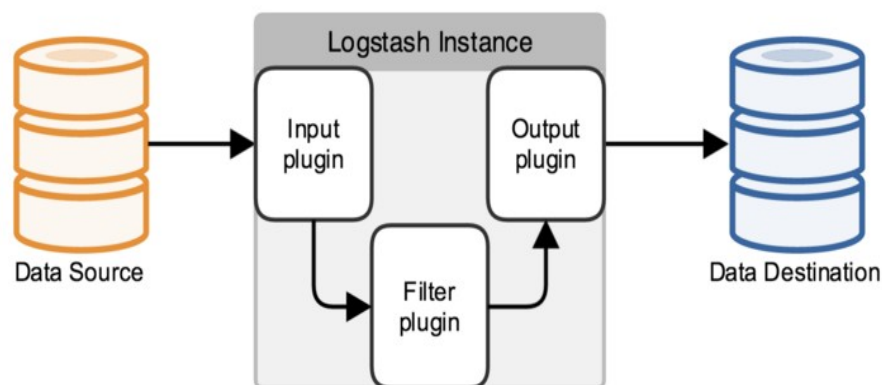 Logstash Instance
Input
plugin
Output
plugin
Data Source
Data Destination
Filter
plugin